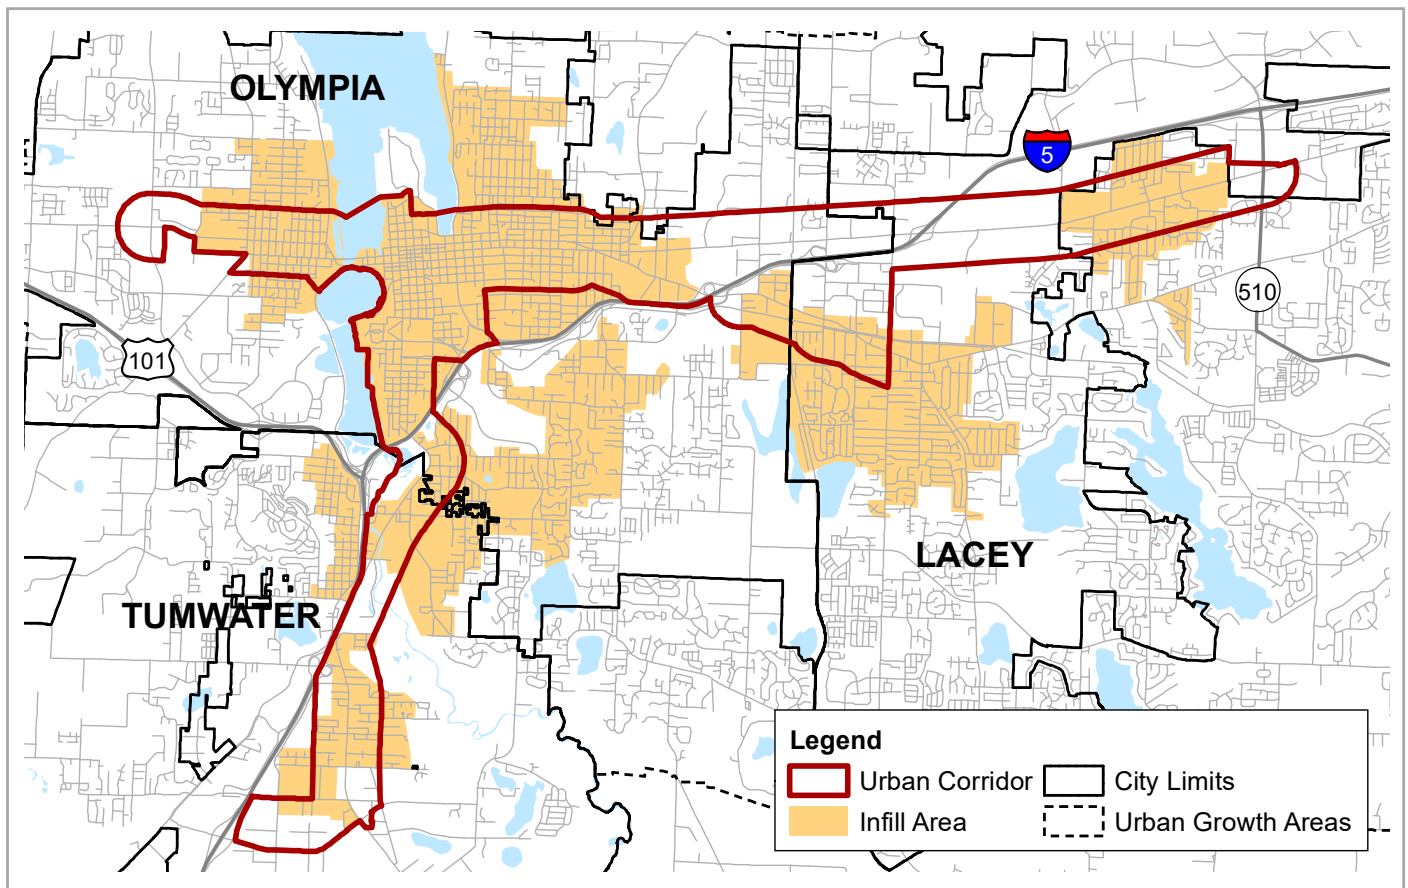 OLYMPIA
5
510
101
LACEY
TUMWATER
Legend
Urban Corridor
City Limits
Infill Area
Urban Growth Areas